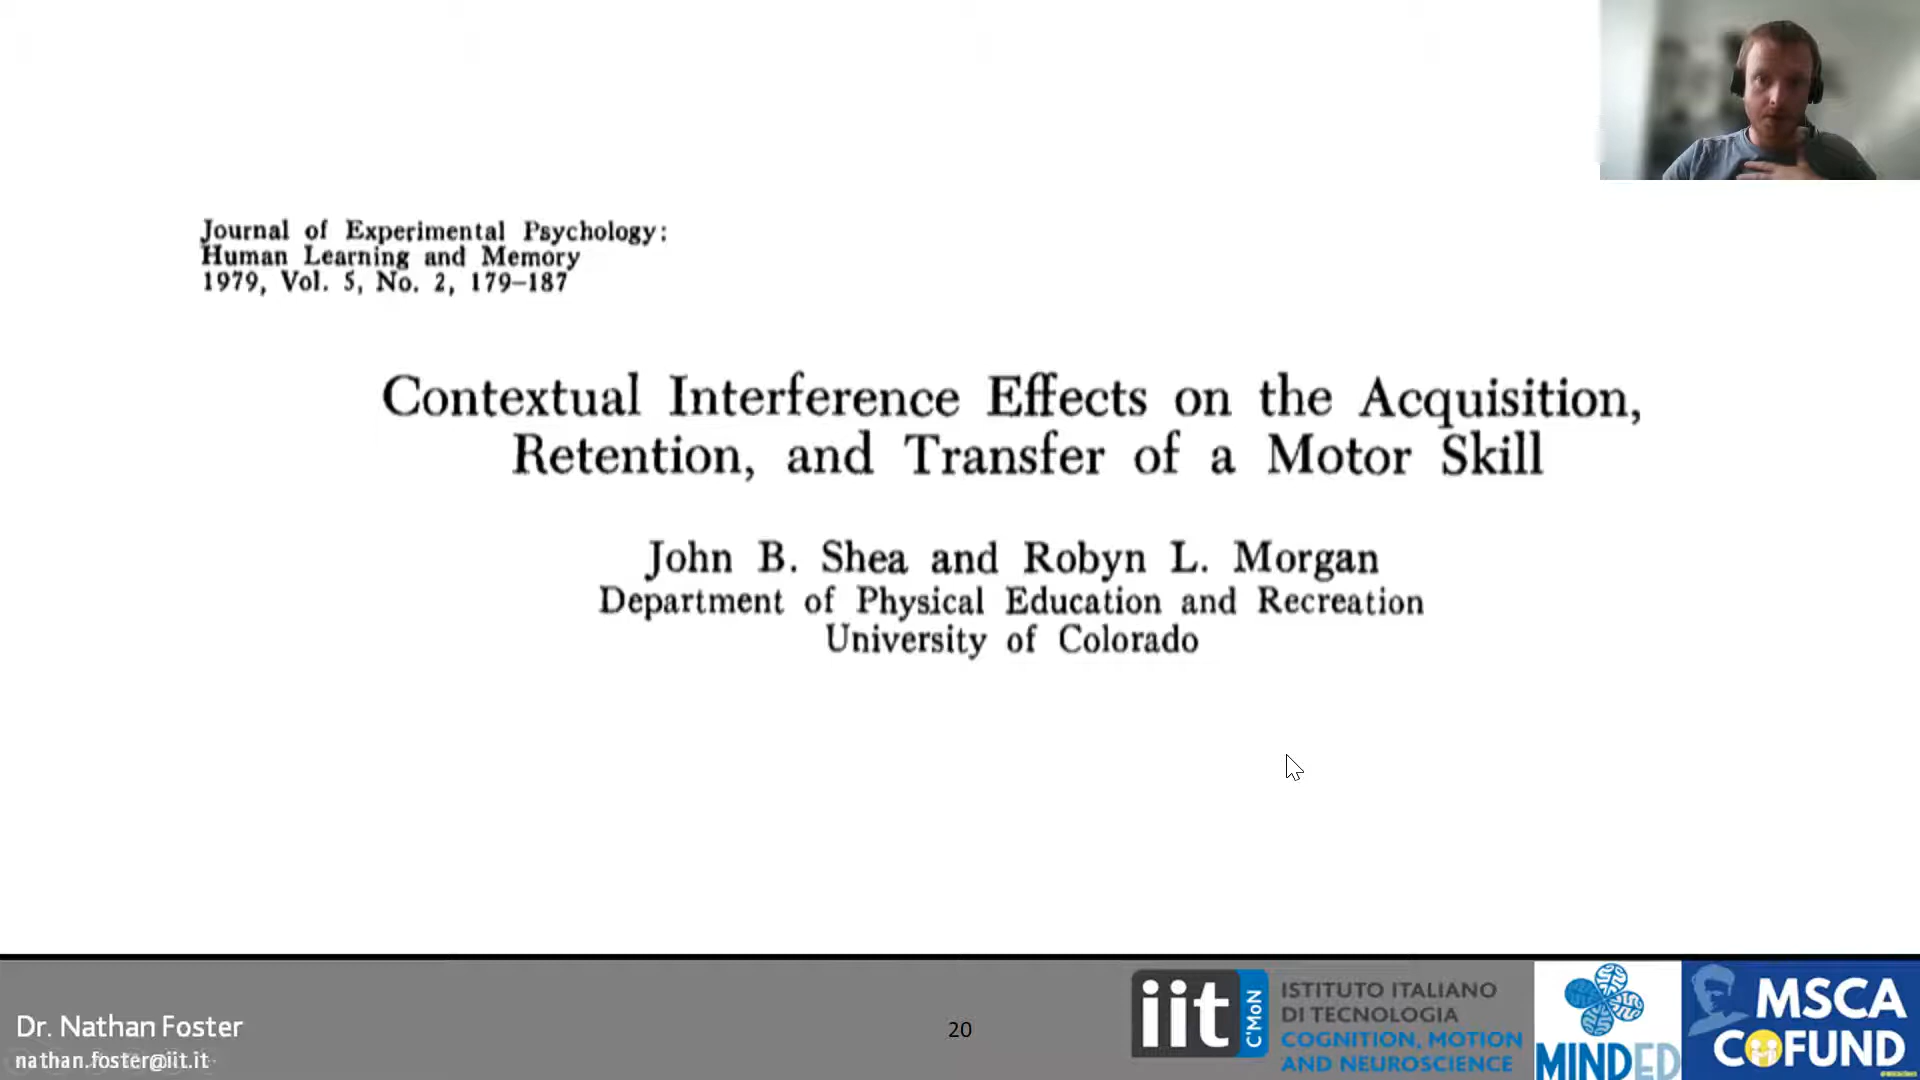 Journal of Experimental Psychology:
Human Learning and Memory
1979, Vol. 5, No. 2, 179–187
Contextual Interference Effects on the Acquisition,
Retention, and Transfer of a Motor Skill
John B. Shea and Robyn L. Morgan
Department of Physical Education and Recreation
University of Colorado
Dr. Nathan Foster
nathan.foster@iit.it
20
iit
C'MoN
ISTITUTO ITALIANO
DI TECNOLOGIA
COGNITION, MOTION
AND NEUROSCIENCE
MINDED
MSCA
COFUND